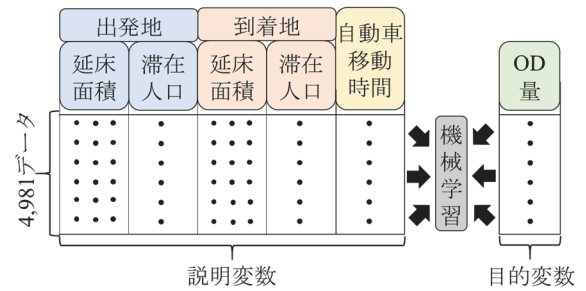 出発地
到着地
自動車
移動
時間
延床
面積
滞在
人口
延床
面積
滞在
人口
OD
量
4,981データ
機械学習
説明変数
目的変数